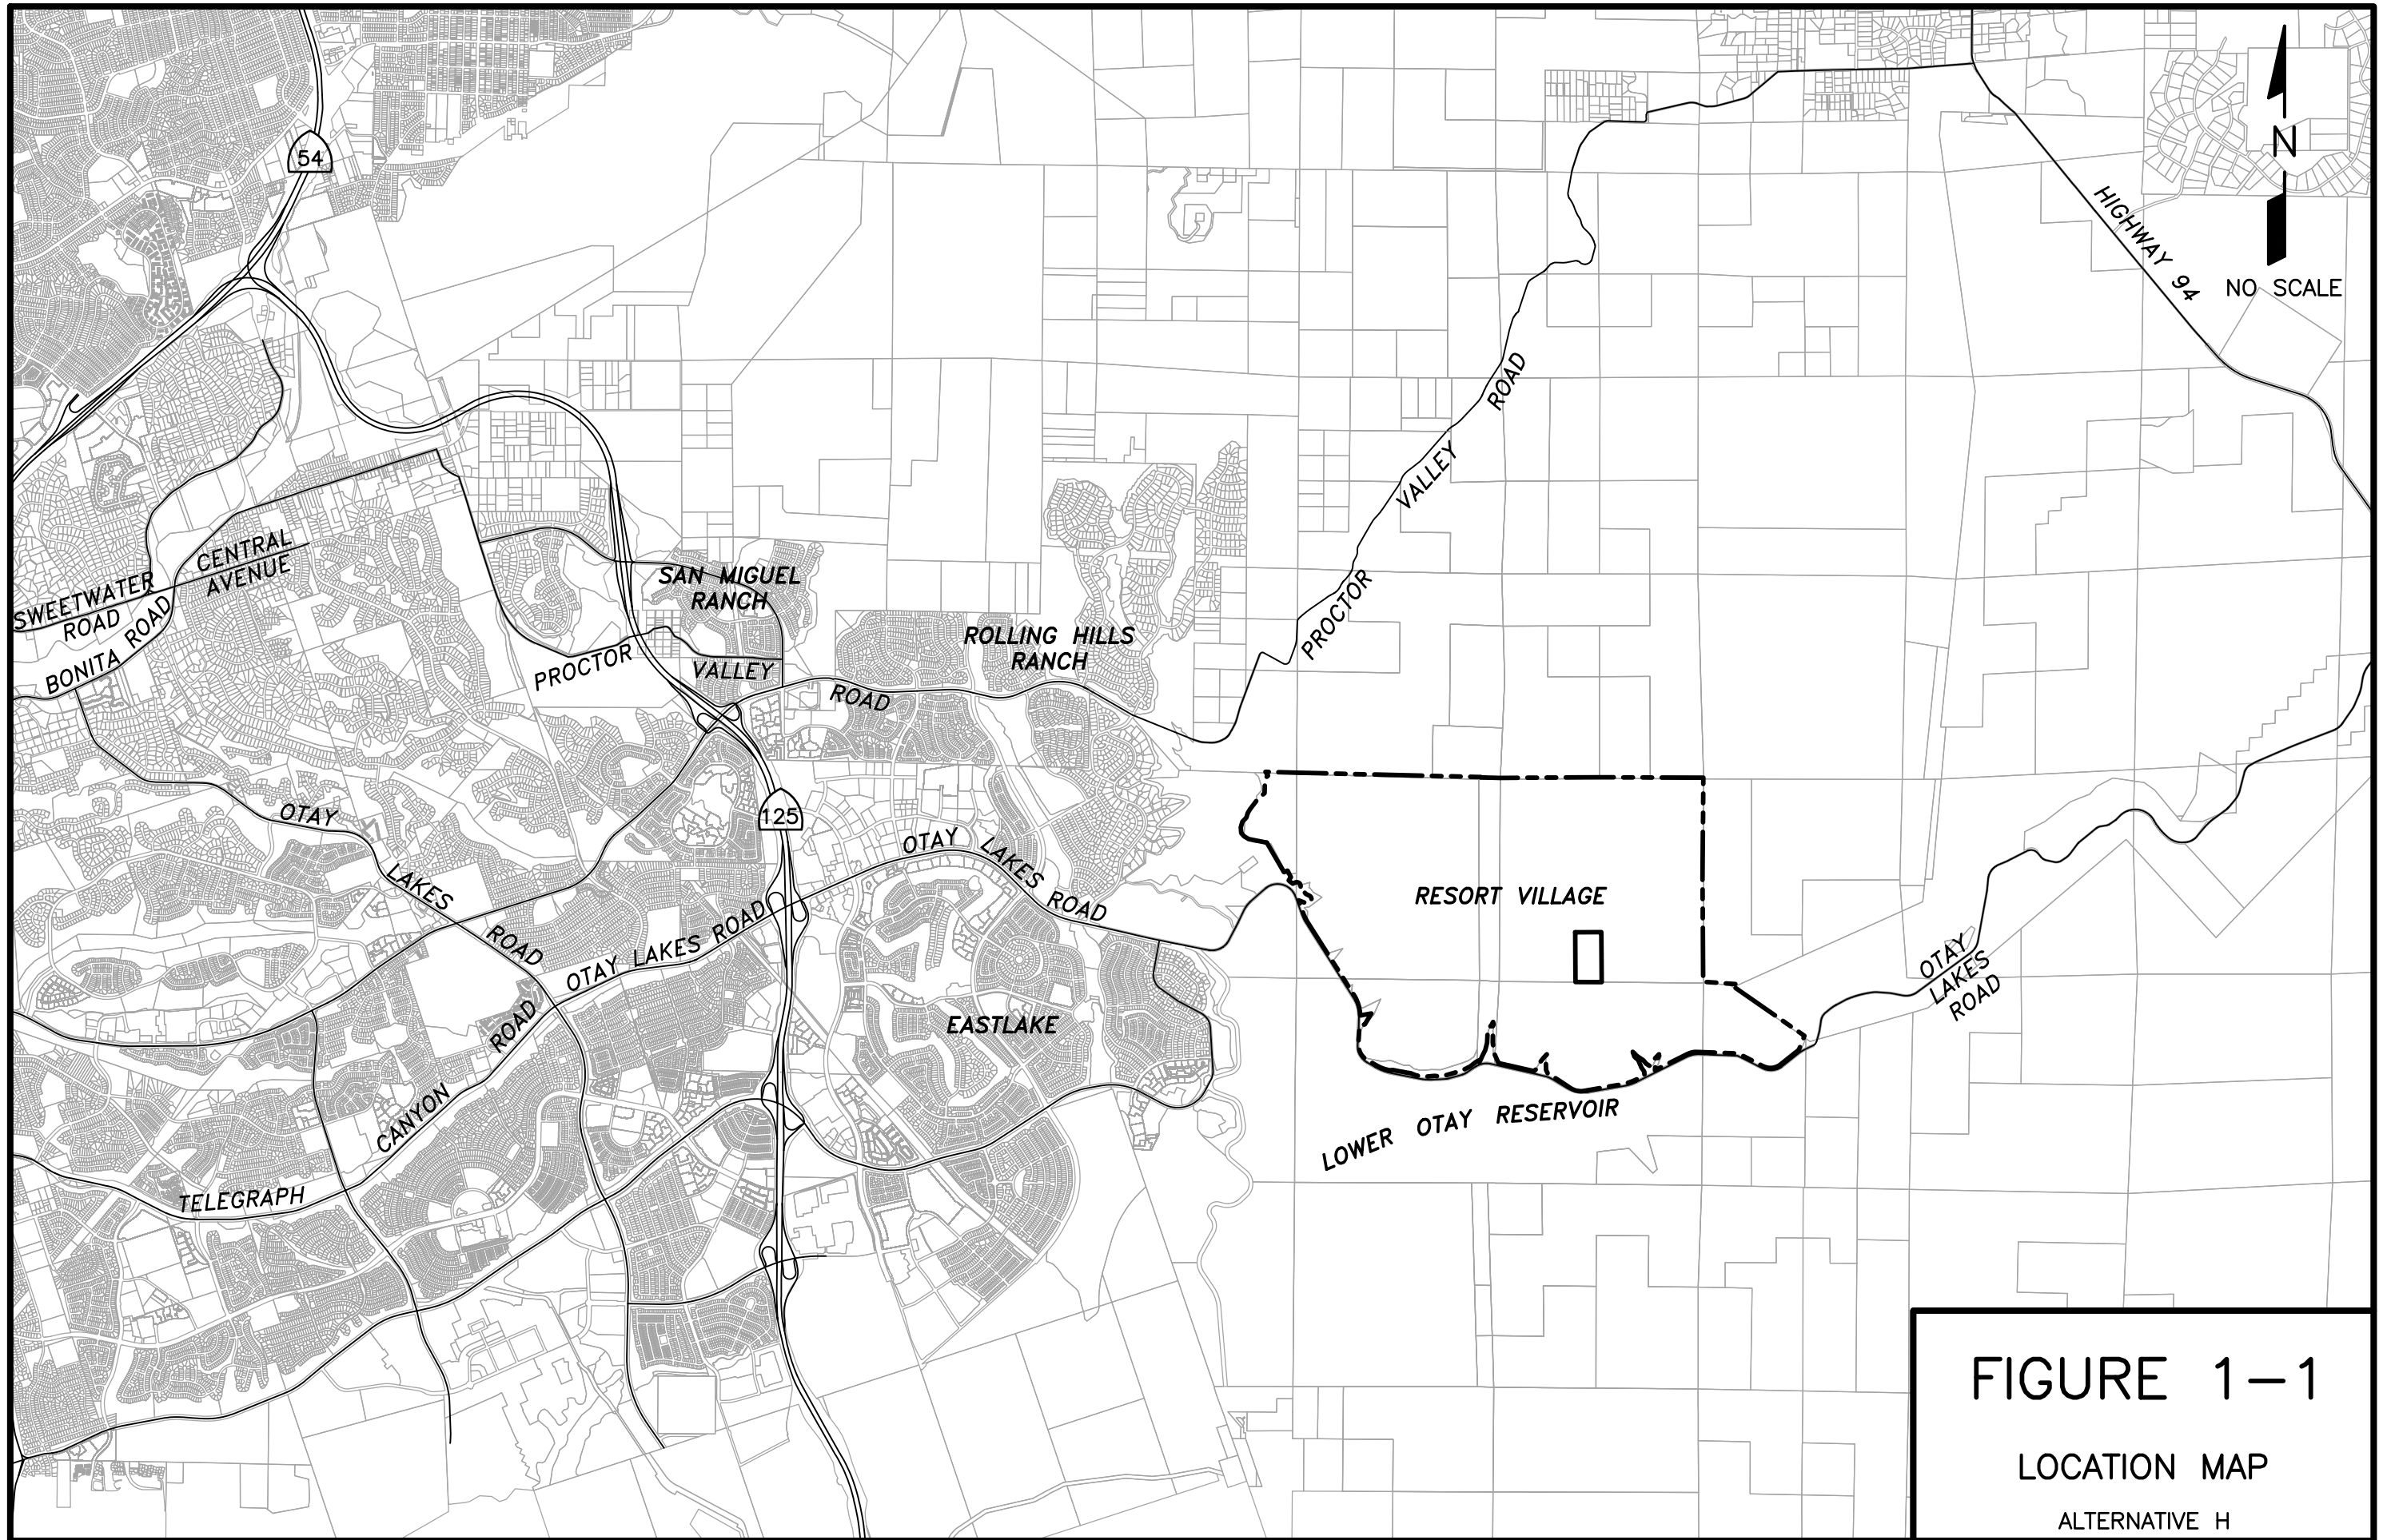 54
N
NO SCALE
HIGHWAY 94
PROCTOR VALLEY ROAD
CENTRAL
AVENUE
SWEETWATER
ROAD
BONITA ROAD
SAN MIGUEL
RANCH
ROLLING HILLS
RANCH
PROCTOR VALLEY ROAD
125
OTAY LAKES ROAD
OTAY LAKES ROAD
OTAY LAKES ROAD
RESORT VILLAGE
OTAY
LAKES
ROAD
EASTLAKE
TELEGRAPH CANYON ROAD
LOWER OTAY RESERVOIR
FIGURE 1-1
LOCATION MAP
ALTERNATIVE H